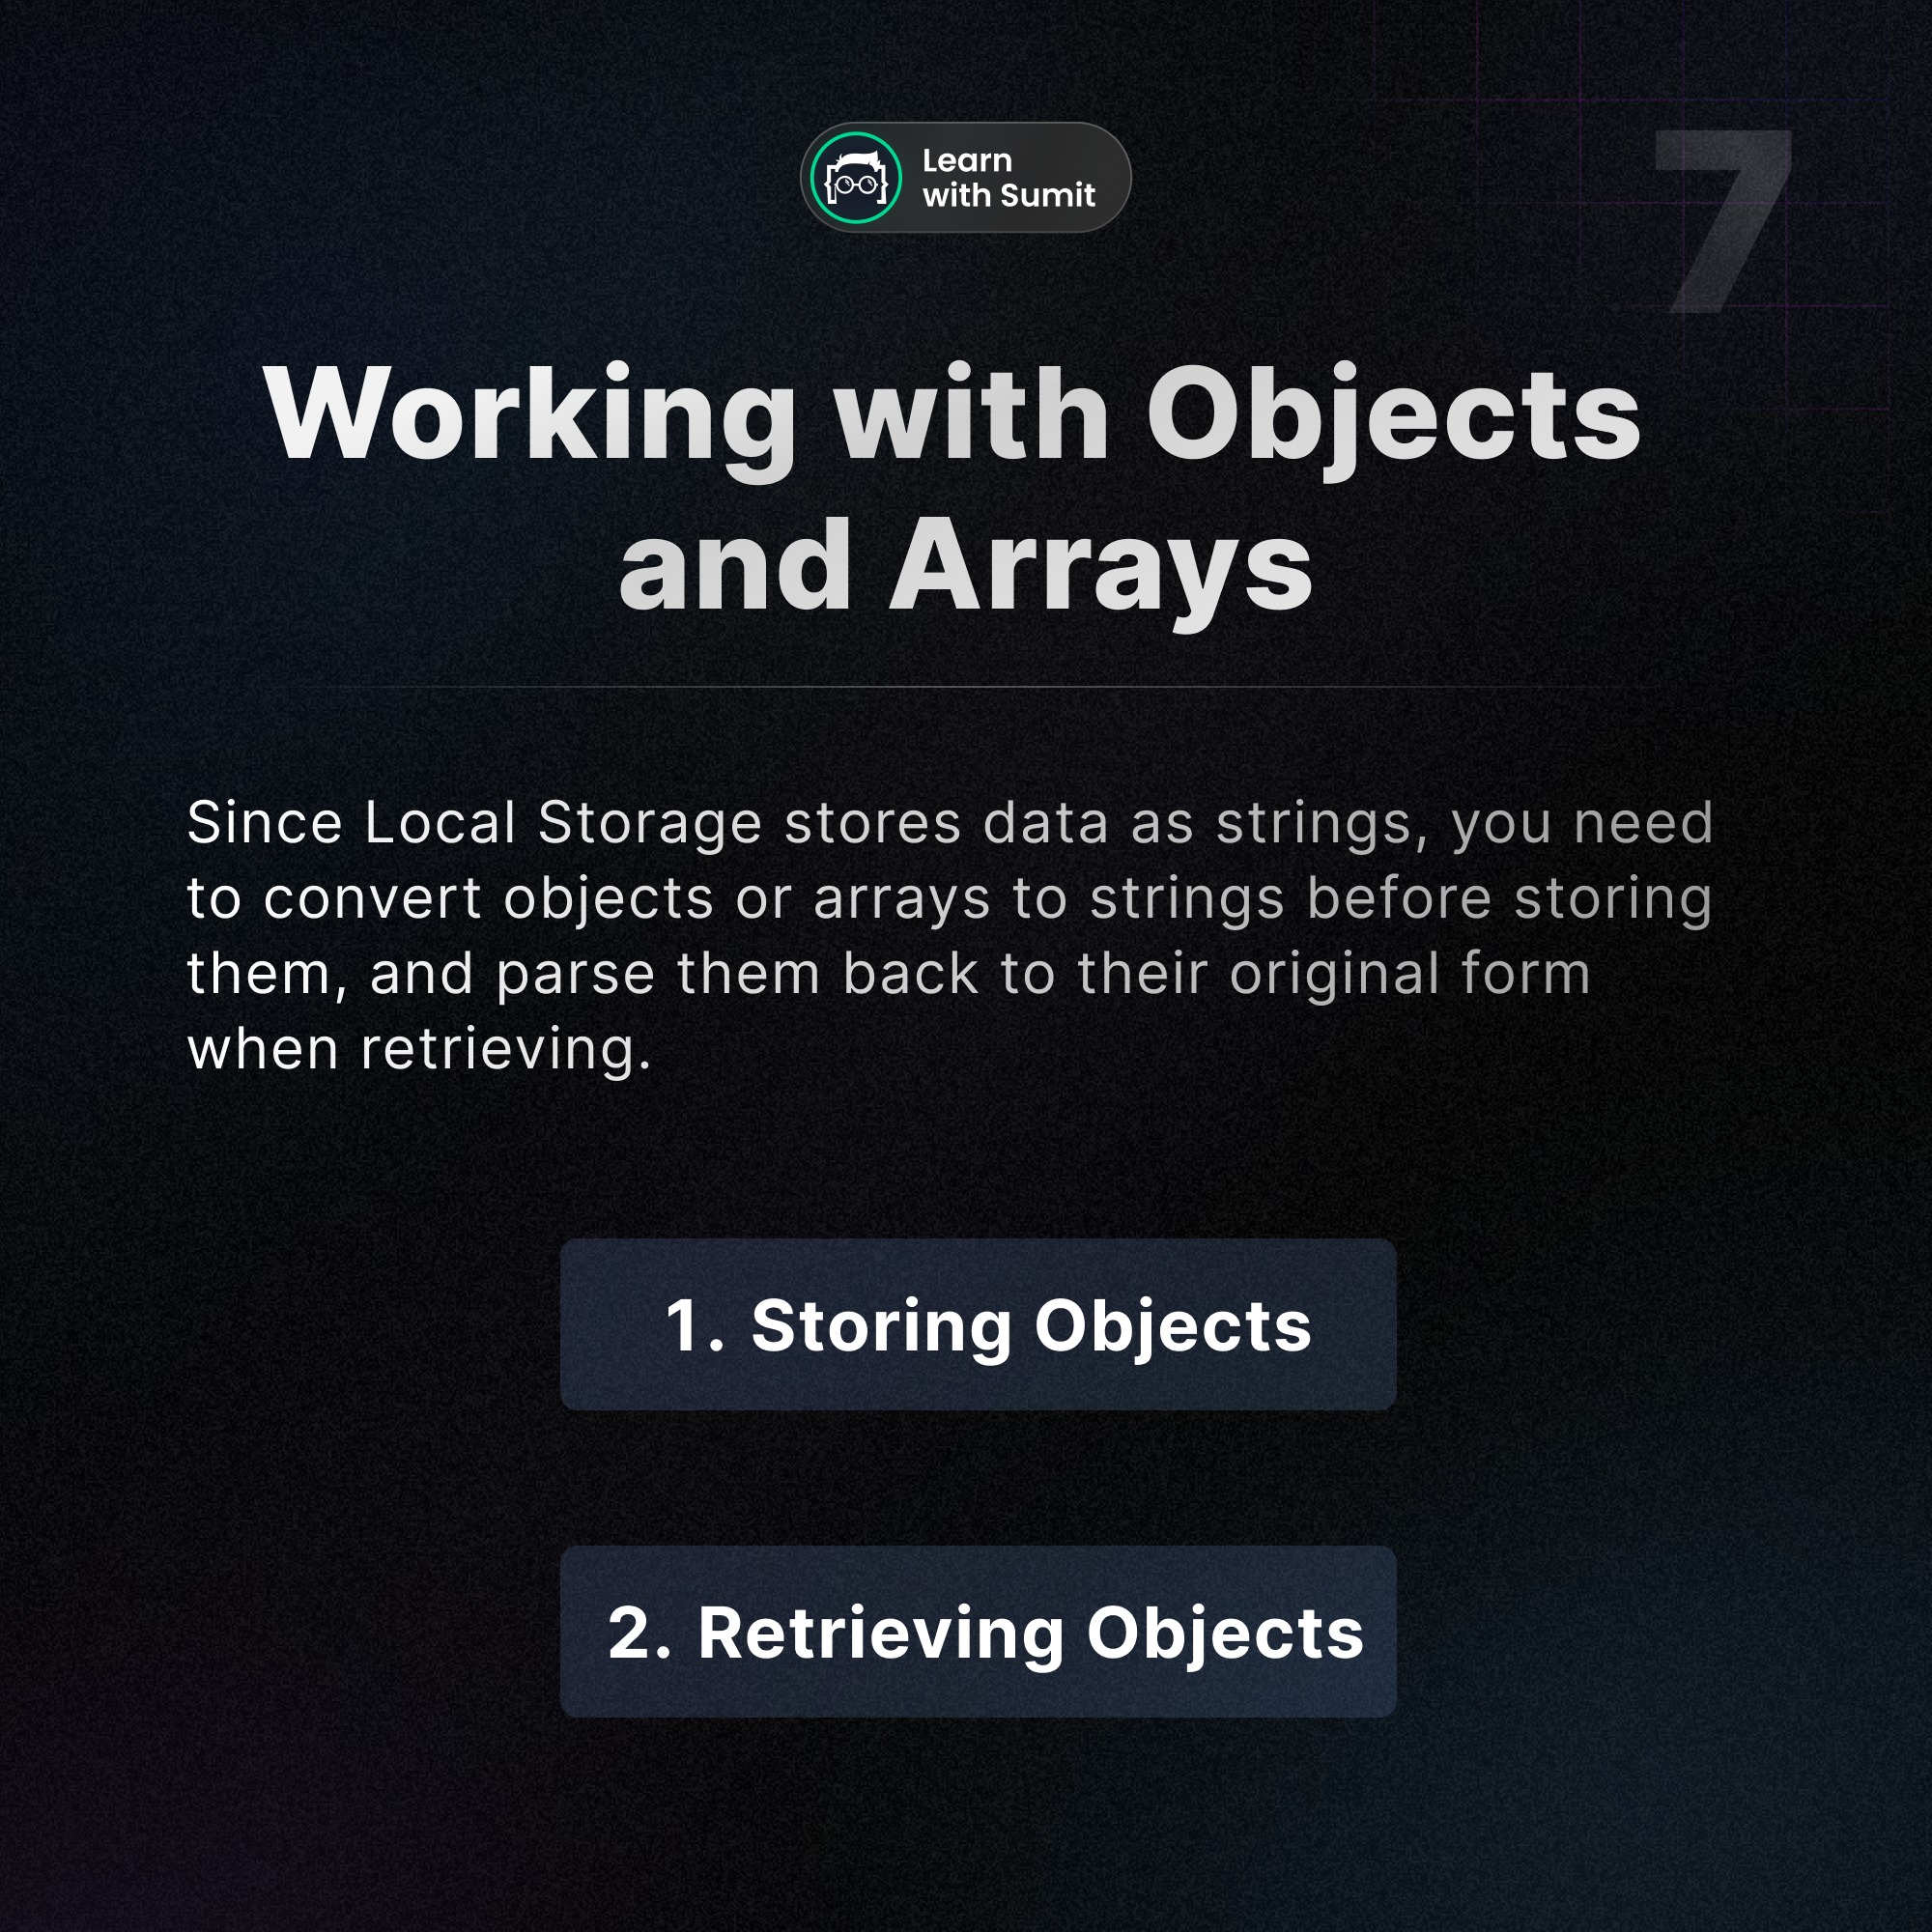 Learn
with Sumit
7
Working with Objects
and Arrays
Since Local Storage stores data as strings, you need
to convert objects or arrays to strings before storing
them, and parse them back to their original form
when retrieving.
1. Storing Objects
2. Retrieving Objects